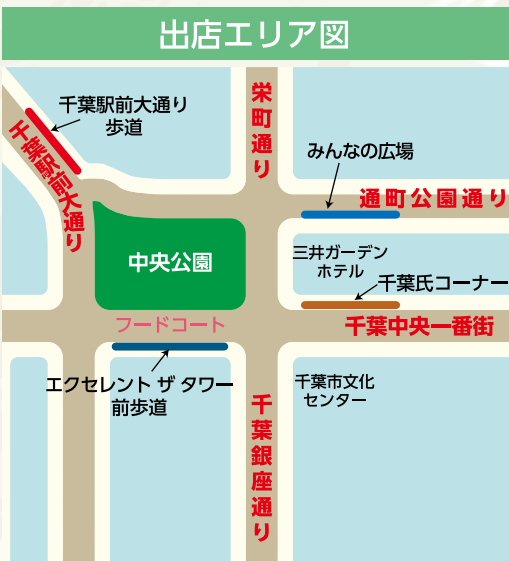 出店エリア図
千葉駅前大通り
歩道
千葉駅前大通り
栄町通り
みんなの広場
通町公園通り
中央公園
三井ガーデン
ホテル
千葉氏コーナー
フードコート
千葉中央一番街
エクセレント ザ タワー
前歩道
千葉市文化
センター
千葉銀座通り